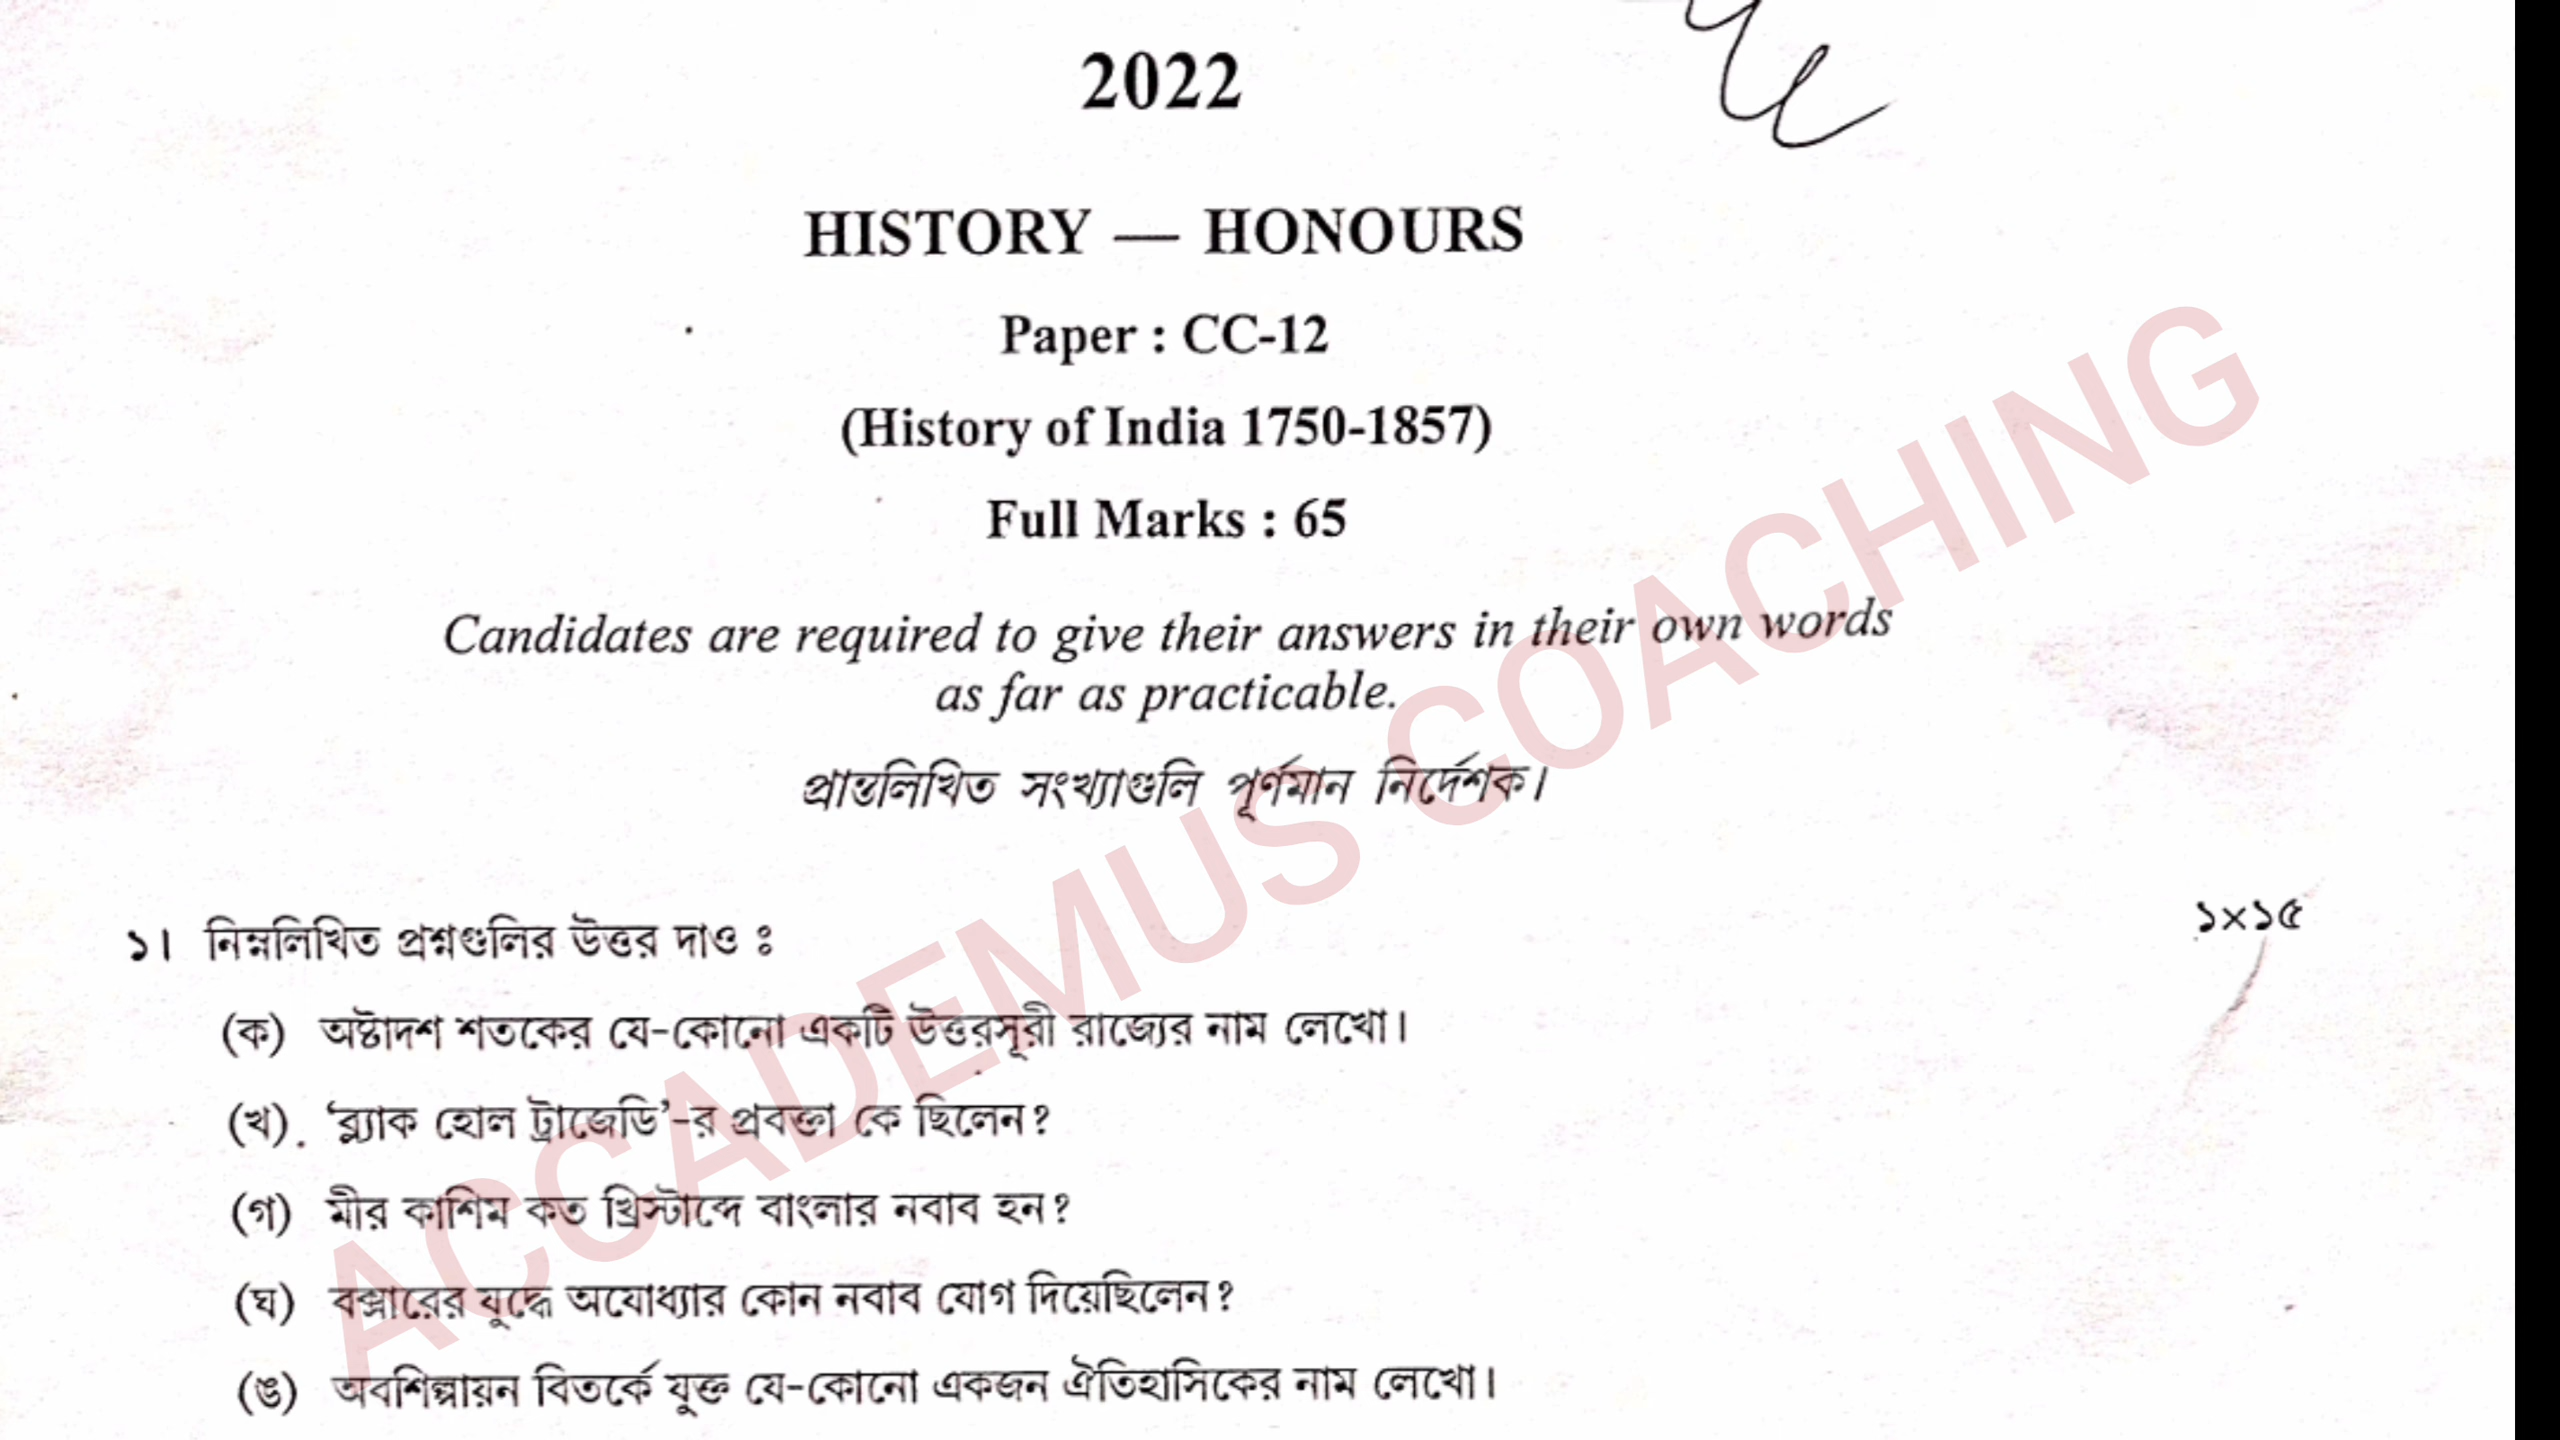 2022
HISTORY — HONOURS
Paper : CC-12
(History of India 1750-1857)
Full Marks : 65
Candidates are required to give their answers in their own words
as far as practicable.
প্রান্তলিখিত সংখ্যাগুলি পূর্ণমান নির্দেশক।
১। নিম্নলিখিত প্রশ্নগুলির উত্তর দাও ঃ ১×১৫
(ক) অষ্টাদশ শতকের যে-কোনো একটি উত্তরসূরী রাজ্যের নাম লেখো।
(খ). ‘ব্ল্যাক হোল ট্রাজেডি’-র প্রবক্তা কে ছিলেন?
(গ) মীর কাশিম কত খ্রিস্টাব্দে বাংলার নবাব হন?
(ঘ) বক্সারের যুদ্ধে অযোধ্যার কোন নবাব যোগ দিয়েছিলেন?
(ঙ) অবশিল্পায়ন বিতর্কে যুক্ত যে-কোনো একজন ঐতিহাসিকের নাম লেখো।
ACCADEMUS COACHING